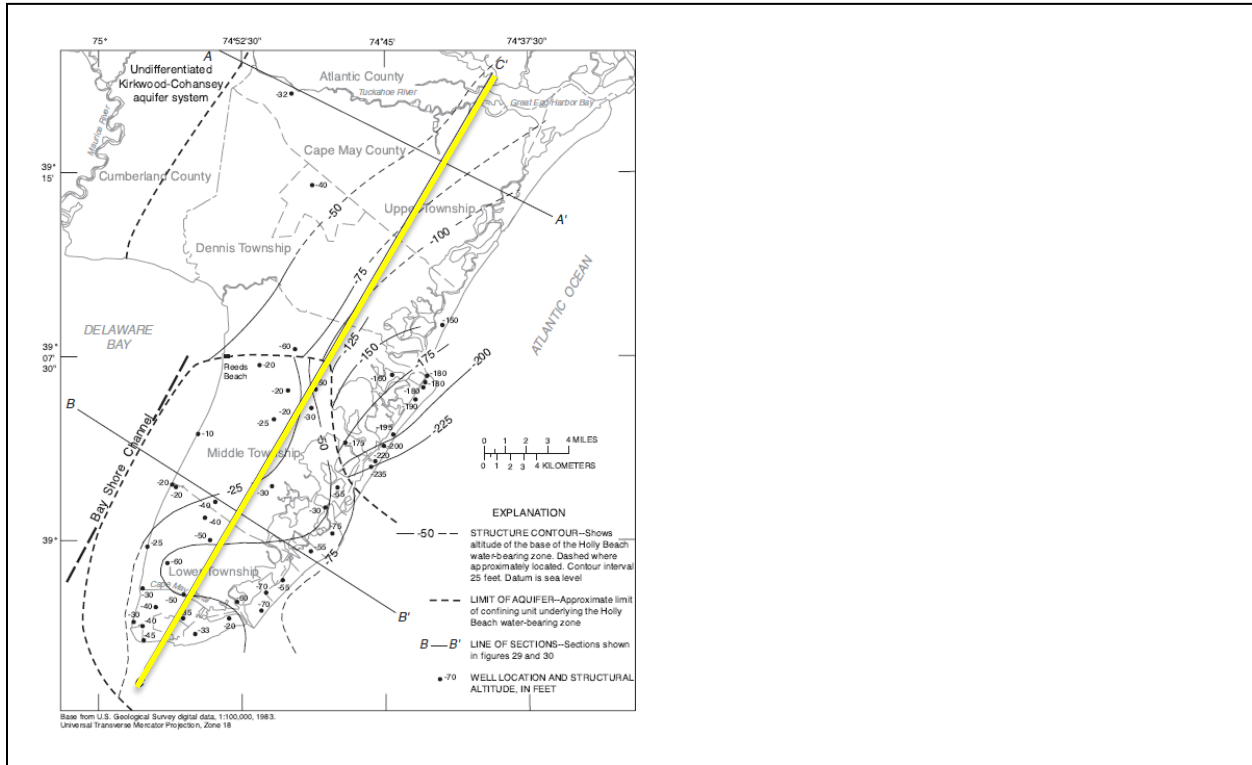 75°
74°52'30"
74°45'
74°37'30"
A
C'
Undifferentiated
Kirkwood-Cohansey
aquifer system
Atlantic County
Tuckahoe River
Great Egg Harbor Bay
-32
Maurice River
39°
15'
Cape May County
Cumberland County
-40
-50
Upper Township
A'
-100
Dennis Township
-75
ATLANTIC OCEAN
DELAWARE
BAY
-150
-125
-150
39°
07'
30"
-60
-175
-200
Reeds
Beach
-20
-160
-180
-180
-20
-180
-190
B
-20
-30
-25
-225
-10
-50
-195
0 1 2 3 4 MILES
0 1 2 3 4 KILOMETERS
-175
-200
Middle Township
-220
-235
Bay Shore Channel
-20
-20
-25
-30
-55
-40
-30
-40
EXPLANATION
-50
STRUCTURE CONTOUR--Shows
altitude of the base of the Holly Beach
water-bearing zone. Dashed where
approximately located. Contour interval
25 feet. Datum is sea level
39°
-50
-75
-25
-55
-75
-60
Lower Township
Cape May
-70
-55
-30
-50
-60
-70
-40
LIMIT OF AQUIFER--Approximate limit
of confining unit underlying the Holly
Beach water-bearing zone
B'
-30
-40
-20
-45
-33
B B' LINE OF SECTIONS--Sections shown
in figures 29 and 30
-70 WELL LOCATION AND STRUCTURAL
ALTITUDE, IN FEET
Base from U.S. Geological Survey digital data, 1:100,000, 1983.
Universal Transverse Mercator Projection, Zone 18